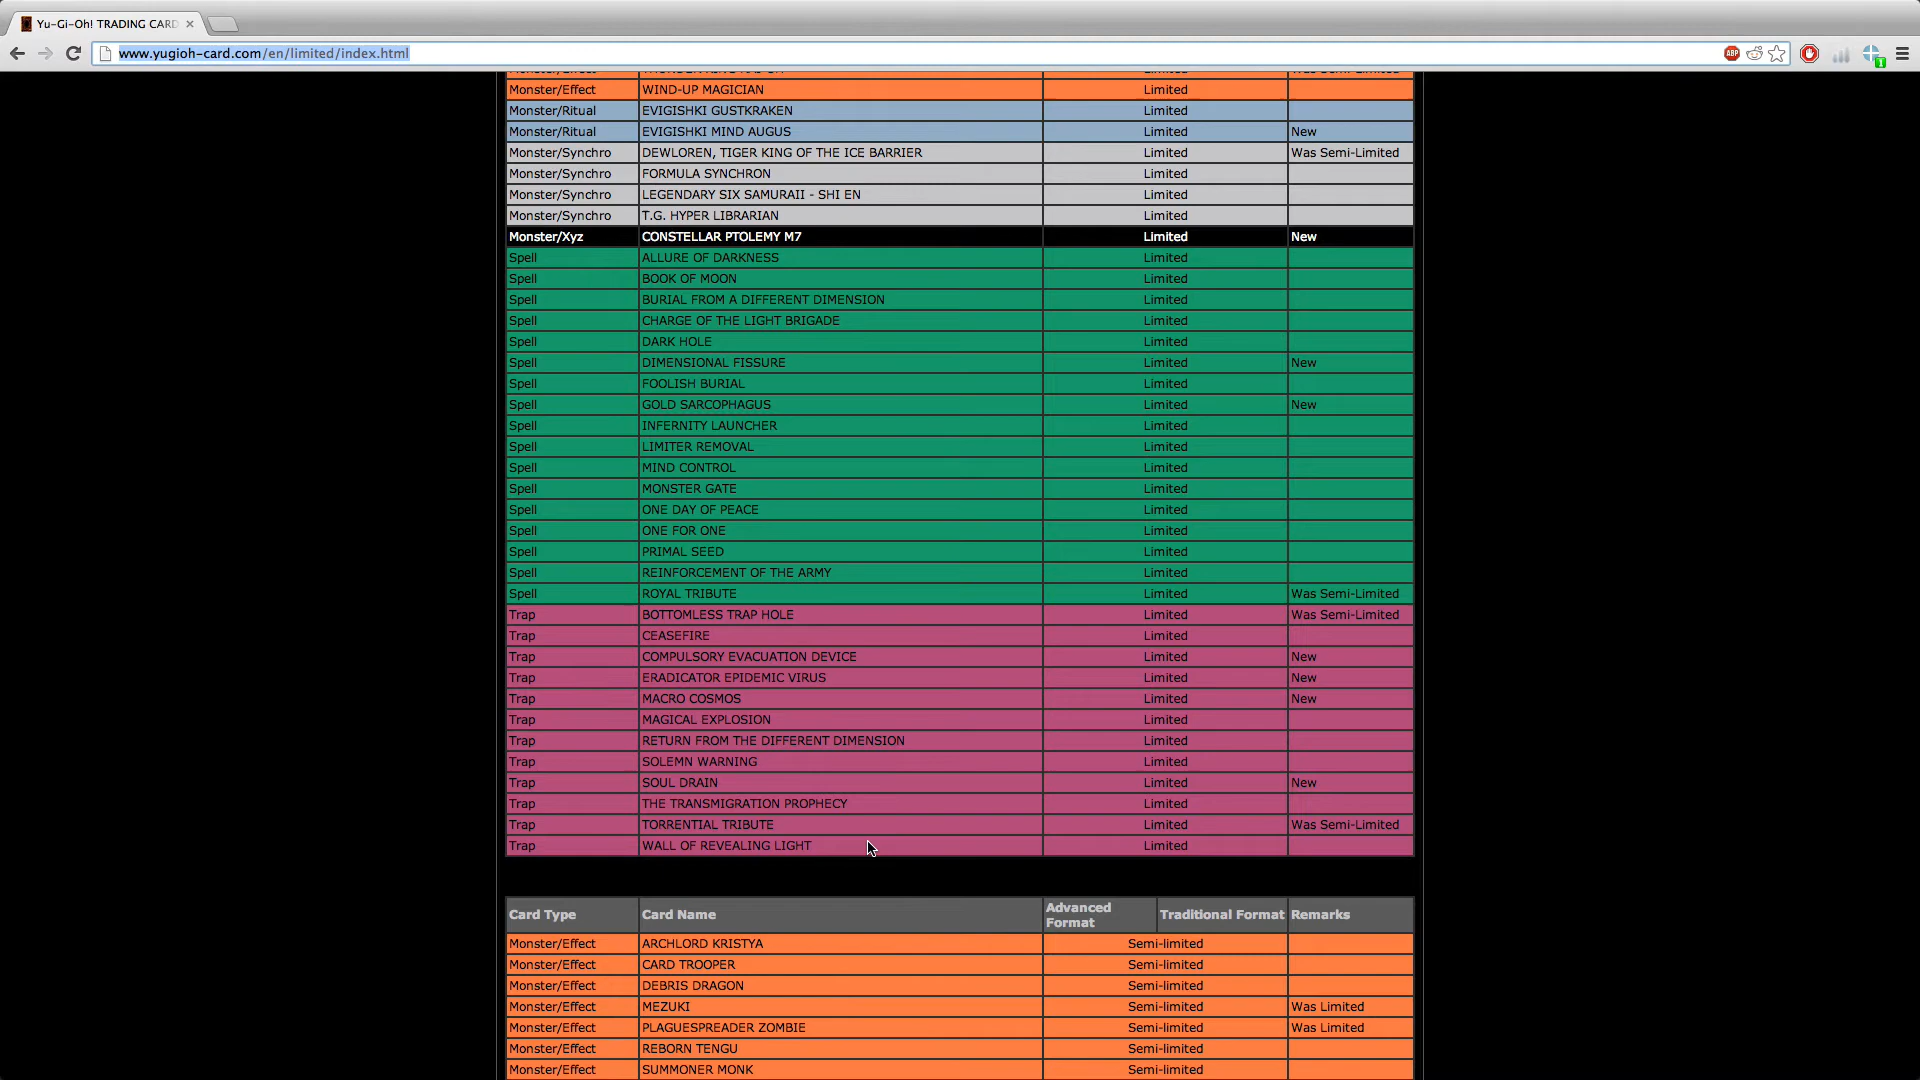 Yu-Gi-Oh! TRADING CARD
www.yugioh-card.com/en/limited/index.html
ABP
1
Monster/Effect WIND-UP MAGICIAN Limited
Monster/Ritual EVIGISHKI GUSTKRAKEN Limited
Monster/Ritual EVIGISHKI MIND AUGUS Limited New
Monster/Synchro DEWLOREN, TIGER KING OF THE ICE BARRIER Limited Was Semi-Limited
Monster/Synchro FORMULA SYNCHRON Limited
Monster/Synchro LEGENDARY SIX SAMURAII - SHI EN Limited
Monster/Synchro T.G. HYPER LIBRARIAN Limited
Monster/Xyz CONSTELLAR PTOLEMY M7 Limited New
Spell ALLURE OF DARKNESS Limited
Spell BOOK OF MOON Limited
Spell BURIAL FROM A DIFFERENT DIMENSION Limited
Spell CHARGE OF THE LIGHT BRIGADE Limited
Spell DARK HOLE Limited
Spell DIMENSIONAL FISSURE Limited New
Spell FOOLISH BURIAL Limited
Spell GOLD SARCOPHAGUS Limited New
Spell INFERNITY LAUNCHER Limited
Spell LIMITER REMOVAL Limited
Spell MIND CONTROL Limited
Spell MONSTER GATE Limited
Spell ONE DAY OF PEACE Limited
Spell ONE FOR ONE Limited
Spell PRIMAL SEED Limited
Spell REINFORCEMENT OF THE ARMY Limited
Spell ROYAL TRIBUTE Limited Was Semi-Limited
Trap BOTTOMLESS TRAP HOLE Limited Was Semi-Limited
Trap CEASEFIRE Limited
Trap COMPULSORY EVACUATION DEVICE Limited New
Trap ERADICATOR EPIDEMIC VIRUS Limited New
Trap MACRO COSMOS Limited New
Trap MAGICAL EXPLOSION Limited
Trap RETURN FROM THE DIFFERENT DIMENSION Limited
Trap SOLEMN WARNING Limited
Trap SOUL DRAIN Limited New
Trap THE TRANSMIGRATION PROPHECY Limited
Trap TORRENTIAL TRIBUTE Limited Was Semi-Limited
Trap WALL OF REVEALING LIGHT Limited
Card Type Card Name Advanced Format Traditional Format Remarks
Monster/Effect ARCHLORD KRISTYA Semi-limited
Monster/Effect CARD TROOPER Semi-limited
Monster/Effect DEBRIS DRAGON Semi-limited
Monster/Effect MEZUKI Semi-limited Was Limited
Monster/Effect PLAGUESPREADER ZOMBIE Semi-limited Was Limited
Monster/Effect REBORN TENGU Semi-limited
Monster/Effect SUMMONER MONK Semi-limited